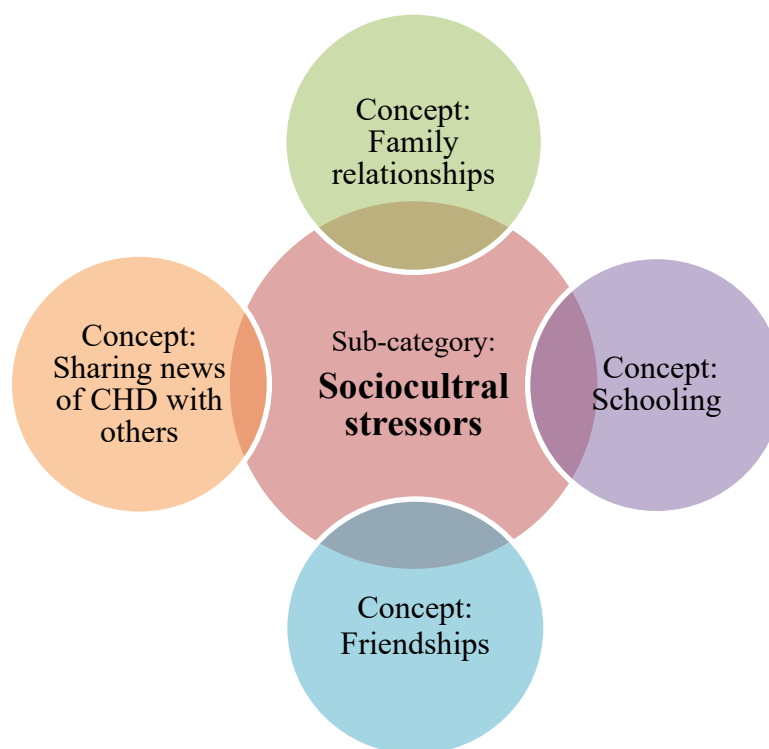 Concept:
Family
relationships
Concept:
Sharing news
of CHD with
others
Sub-category:
Sociocultral
stressors
Concept:
Schooling
Concept:
Friendships